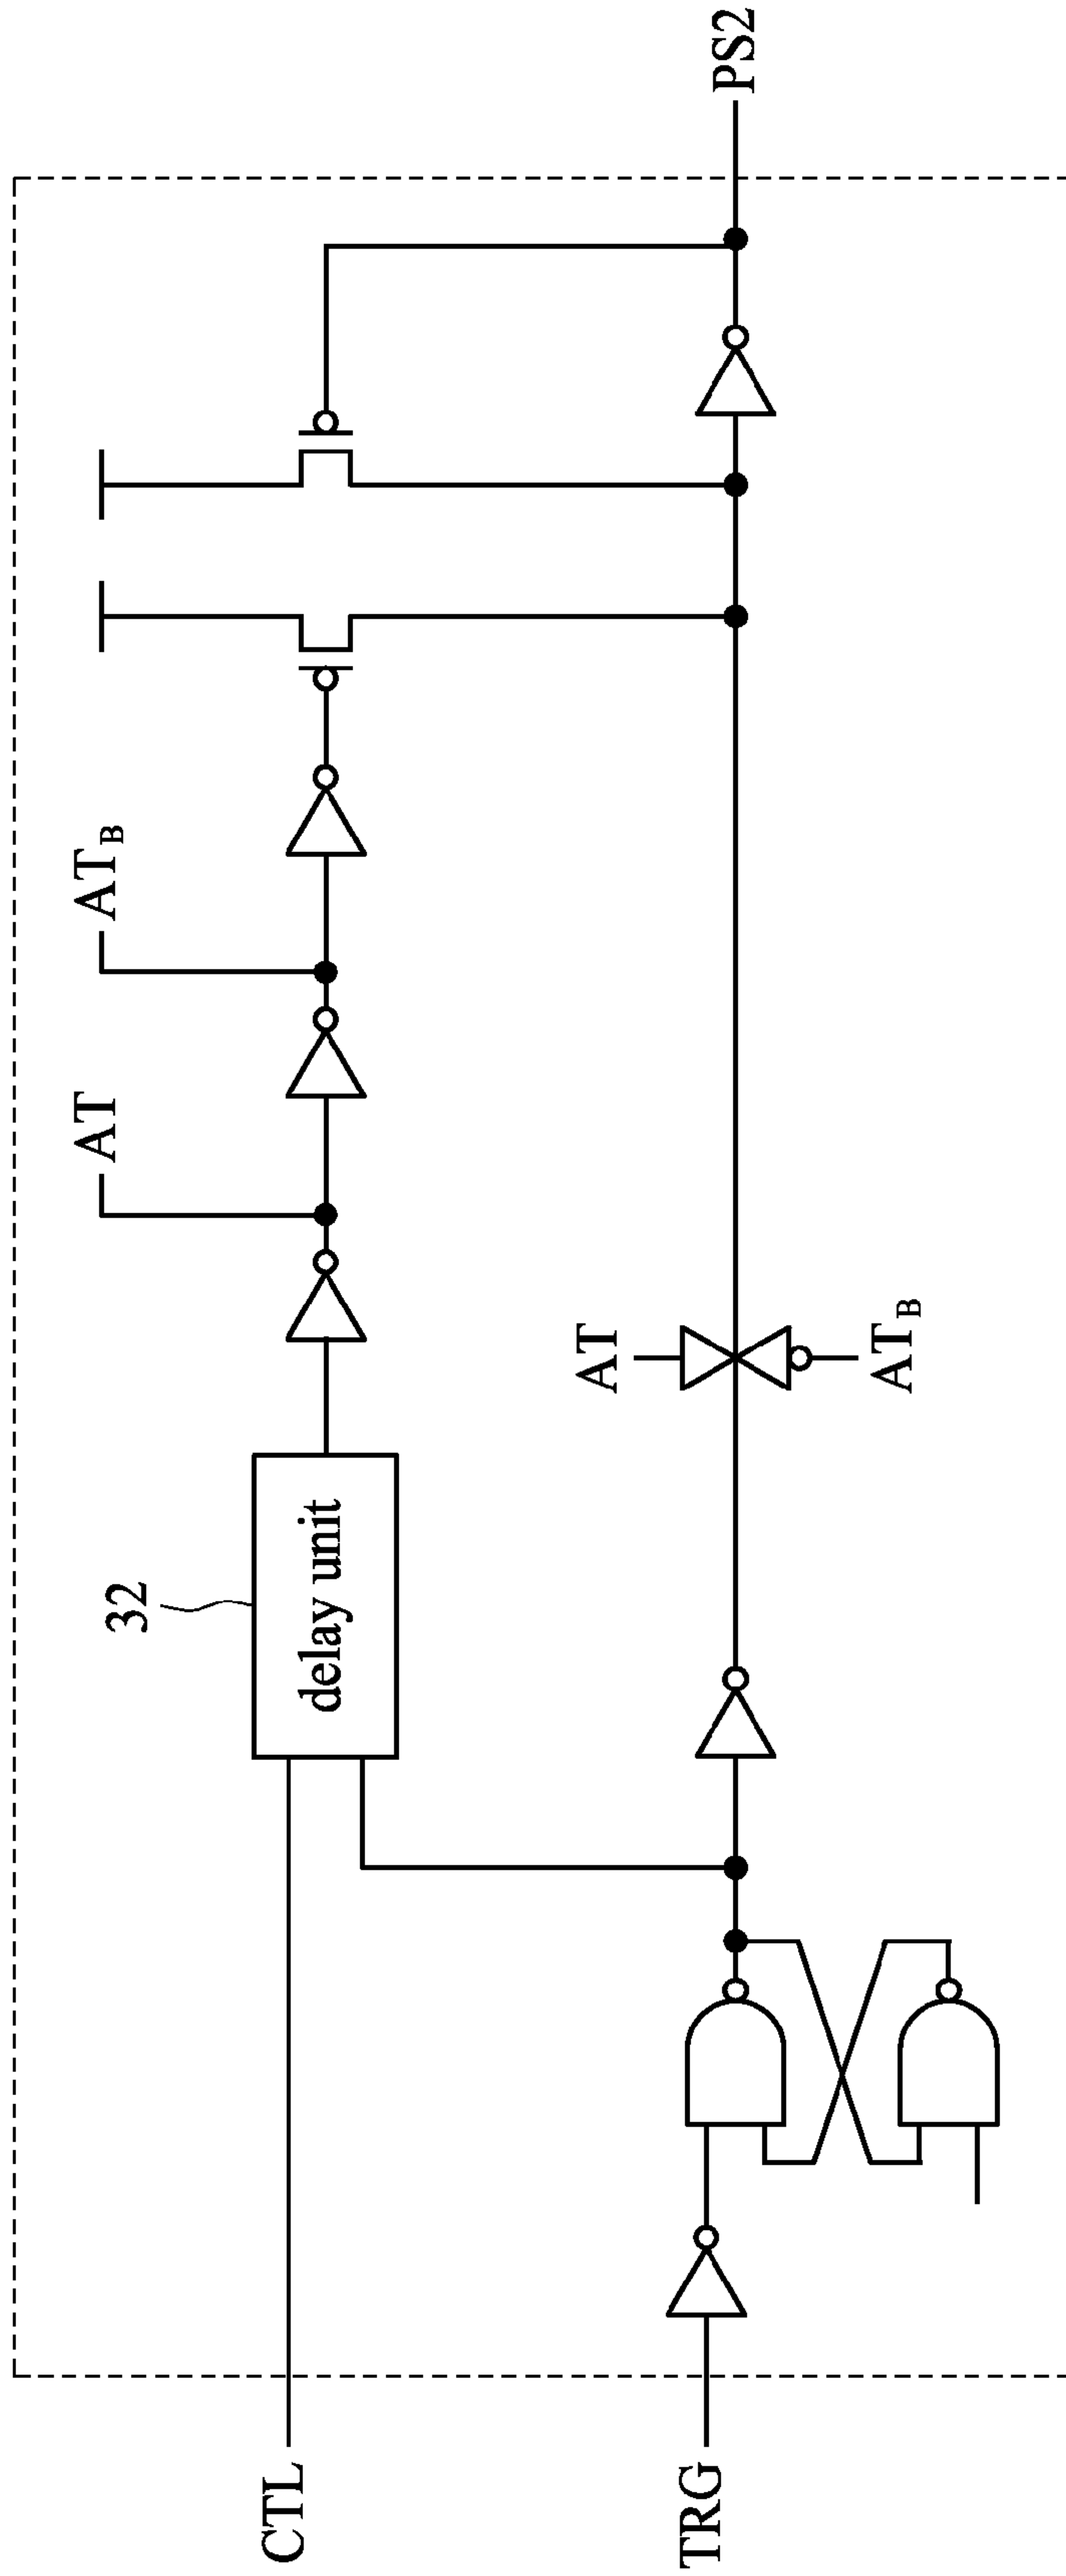 CTL
TRG
32
delay unit
AT
AT_B
AT
AT_B
PS2